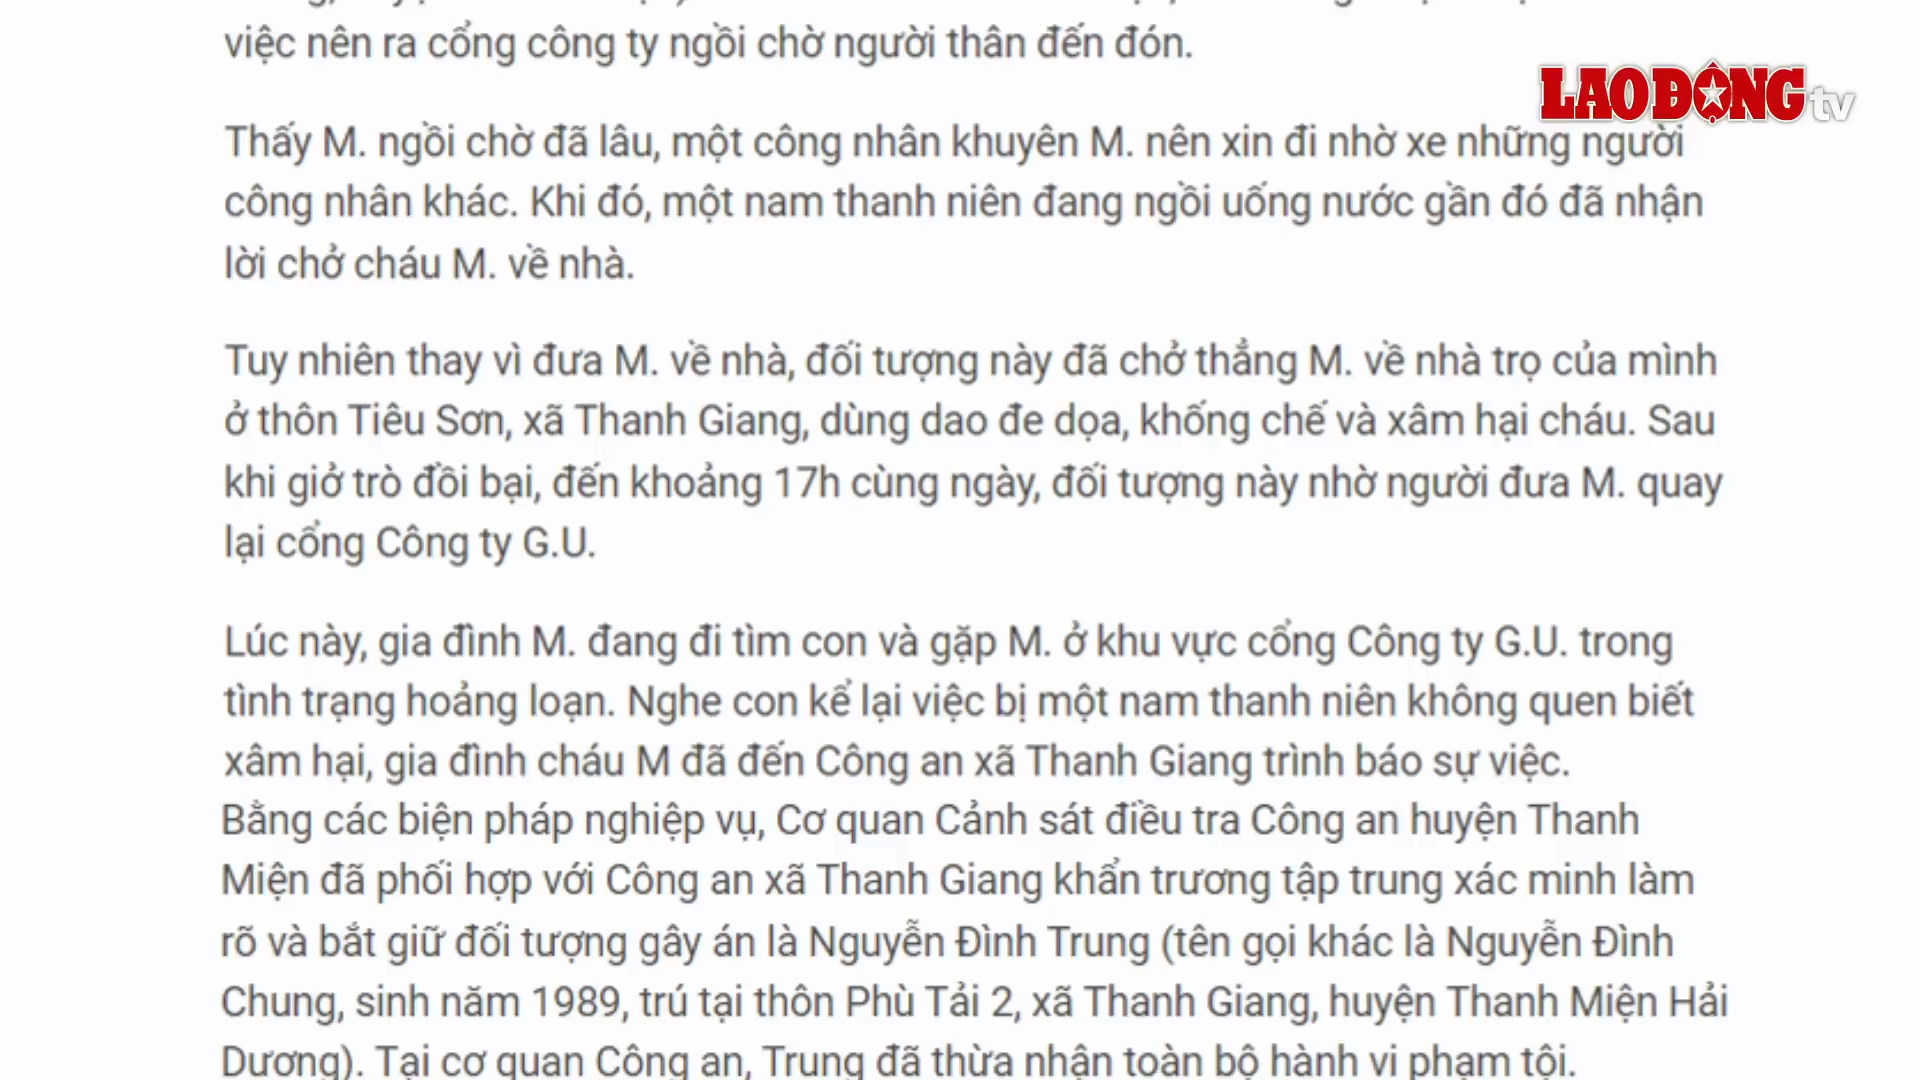 việc nên ra cổng công ty ngồi chờ người thân đến đón.
LAO ĐỘNG tv
Thấy M. ngồi chờ đã lâu, một công nhân khuyên M. nên xin đi nhờ xe những người
công nhân khác. Khi đó, một nam thanh niên đang ngồi uống nước gần đó đã nhận
lời chở cháu M. về nhà.
Tuy nhiên thay vì đưa M. về nhà, đối tượng này đã chở thẳng M. về nhà trọ của mình
ở thôn Tiêu Sơn, xã Thanh Giang, dùng dao đe dọa, khống chế và xâm hại cháu. Sau
khi giở trò đồi bại, đến khoảng 17h cùng ngày, đối tượng này nhờ người đưa M. quay
lại cổng Công ty G.U.
Lúc này, gia đình M. đang đi tìm con và gặp M. ở khu vực cổng Công ty G.U. trong
tình trạng hoảng loạn. Nghe con kể lại việc bị một nam thanh niên không quen biết
xâm hại, gia đình cháu M đã đến Công an xã Thanh Giang trình báo sự việc.
Bằng các biện pháp nghiệp vụ, Cơ quan Cảnh sát điều tra Công an huyện Thanh
Miện đã phối hợp với Công an xã Thanh Giang khẩn trương tập trung xác minh làm
rõ và bắt giữ đối tượng gây án là Nguyễn Đình Trung (tên gọi khác là Nguyễn Đình
Chung, sinh năm 1989, trú tại thôn Phù Tải 2, xã Thanh Giang, huyện Thanh Miện Hải
Dương). Tại cơ quan Công an, Trung đã thừa nhận toàn bộ hành vi phạm tội.